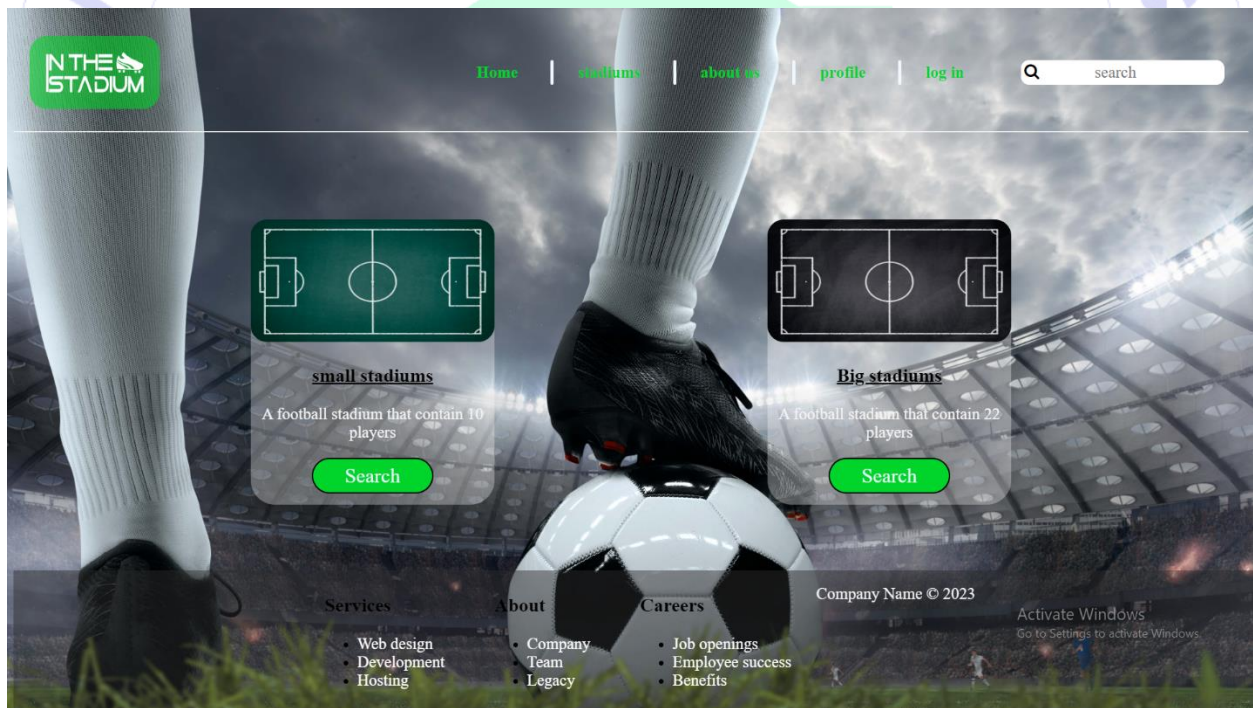 IN THE
STADIUM
Home
stadiums
about us
profile
log in
search
small stadiums
A football stadium that contain 10
players
Search
Big stadiums
A football stadium that contain 22
players
Search
Services
Web design
Development
Hosting
About
Company
Team
Legacy
Careers
Job openings
Employee success
Benefits
Company Name © 2023
Activate Windows
Go to Settings to activate Windows.